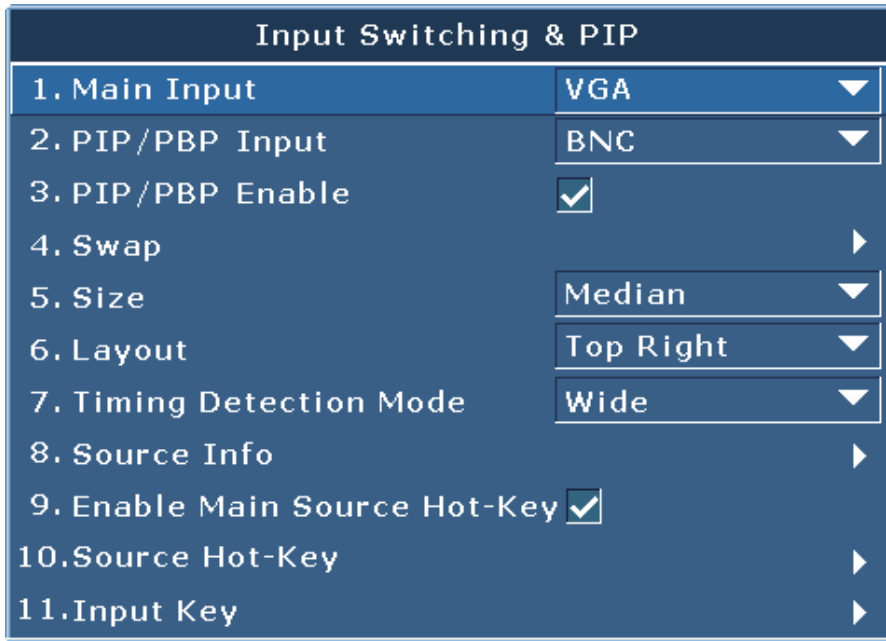 Input Switching & PIP
1. Main Input VGA
2. PIP/PBP Input BNC
3. PIP/PBP Enable
4. Swap
5. Size Median
6. Layout Top Right
7. Timing Detection Mode Wide
8. Source Info
9. Enable Main Source Hot-Key
10.Source Hot-Key
11.Input Key